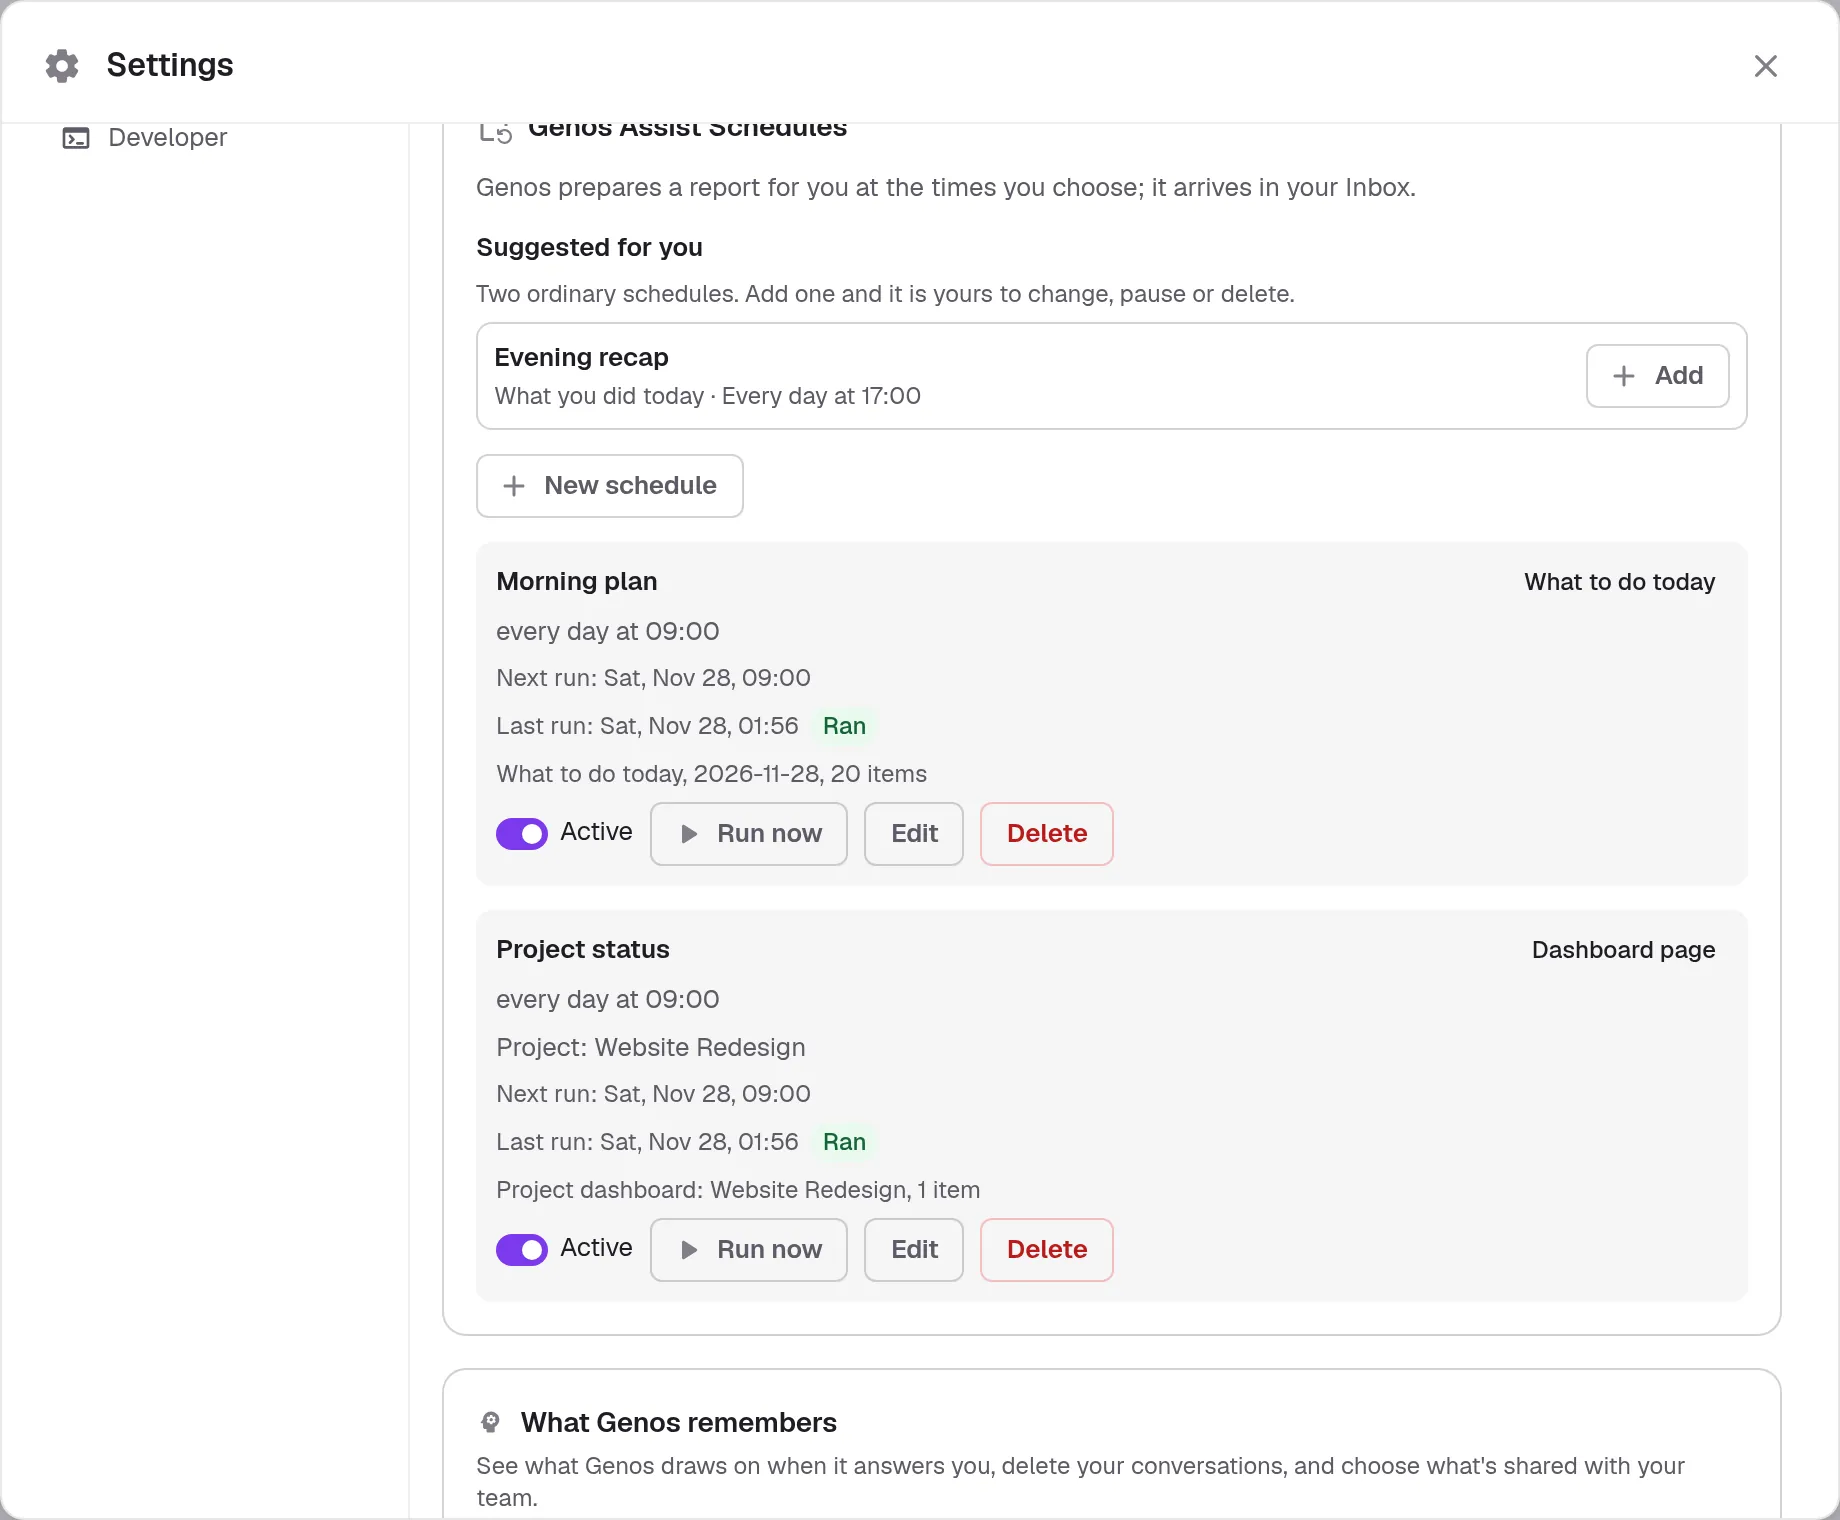 Settings
Developer
Genos Assist Schedules
Genos prepares a report for you at the times you choose; it arrives in your Inbox.
Suggested for you
Two ordinary schedules. Add one and it is yours to change, pause or delete.
Evening recap
What you did today · Every day at 17:00
Add
New schedule
Morning plan
What to do today
every day at 09:00
Next run: Sat, Nov 28, 09:00
Last run: Sat, Nov 28, 01:56 Ran
What to do today, 2026-11-28, 20 items
Active Run now Edit Delete
Project status
Dashboard page
every day at 09:00
Project: Website Redesign
Next run: Sat, Nov 28, 09:00
Last run: Sat, Nov 28, 01:56 Ran
Project dashboard: Website Redesign, 1 item
Active Run now Edit Delete
What Genos remembers
See what Genos draws on when it answers you, delete your conversations, and choose what's shared with your
team.